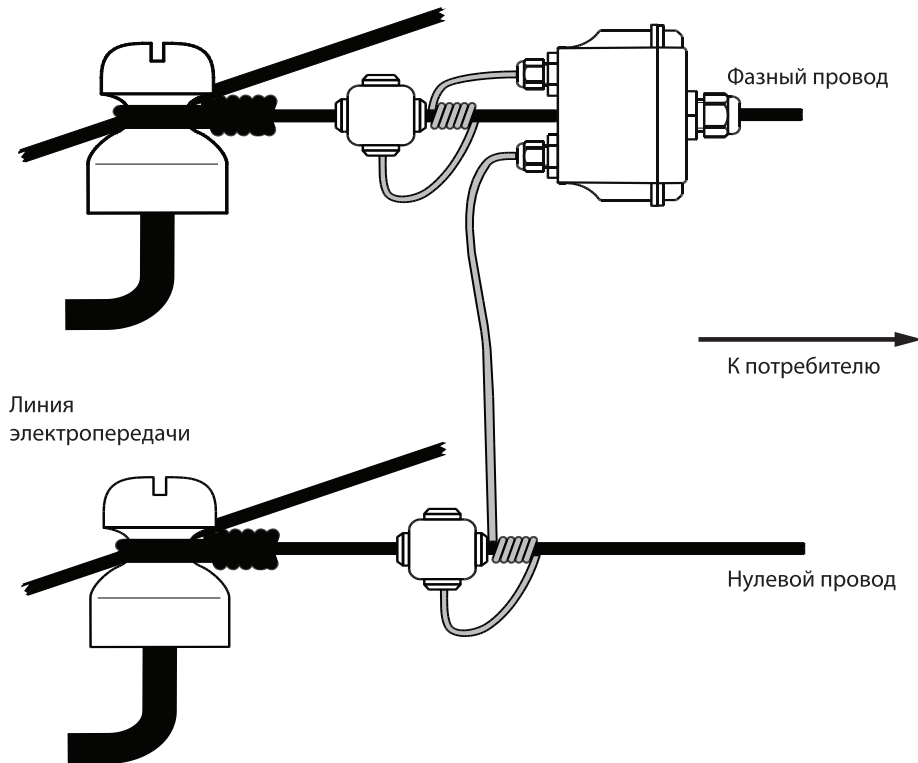 Фазный провод
К потребителю
Линия
электропередачи
Нулевой провод